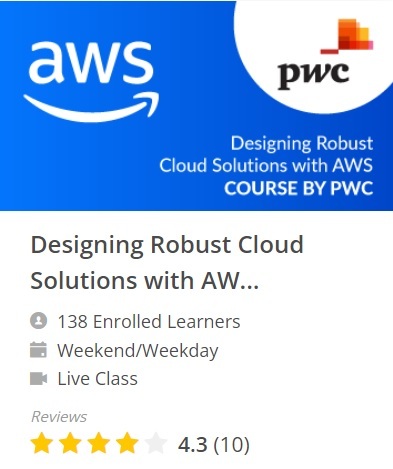 aws
pwc
Designing Robust
Cloud Solutions with AWS
COURSE BY PWC
Designing Robust Cloud
Solutions with AW...
138 Enrolled Learners
Weekend/Weekday
Live Class
Reviews
4.3 (10)